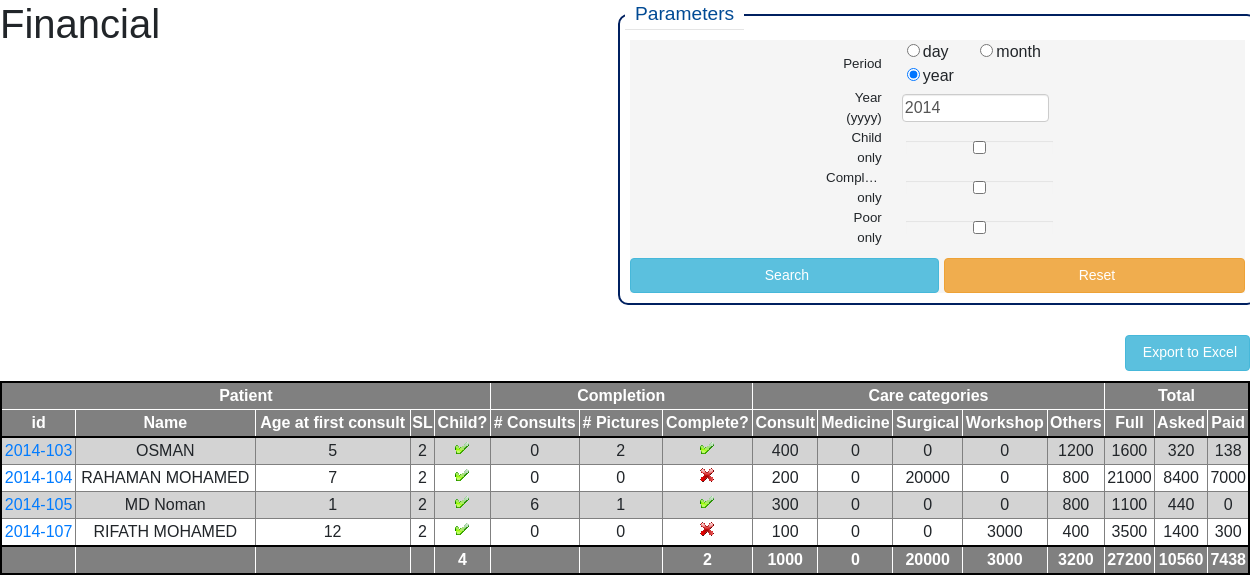 Financial
Parameters
Period day month
year
Year
(yyyy) 2014
Child
only
Compl…
only
Poor
only
Search Reset
Export to Excel
Patient Completion Care categories Total
id Name Age at first consult SL Child? # Consults # Pictures Complete? Consult Medicine Surgical Workshop Others Full Asked Paid
2014-103 OSMAN 5 2 0 2 400 0 0 0 1200 1600 320 138
2014-104 RAHAMAN MOHAMED 7 2 0 0 200 0 20000 0 800 21000 8400 7000
2014-105 MD Noman 1 2 6 1 300 0 0 0 800 1100 440 0
2014-107 RIFATH MOHAMED 12 2 0 0 100 0 0 3000 400 3500 1400 300
4 2 1000 0 20000 3000 3200 27200 10560 7438